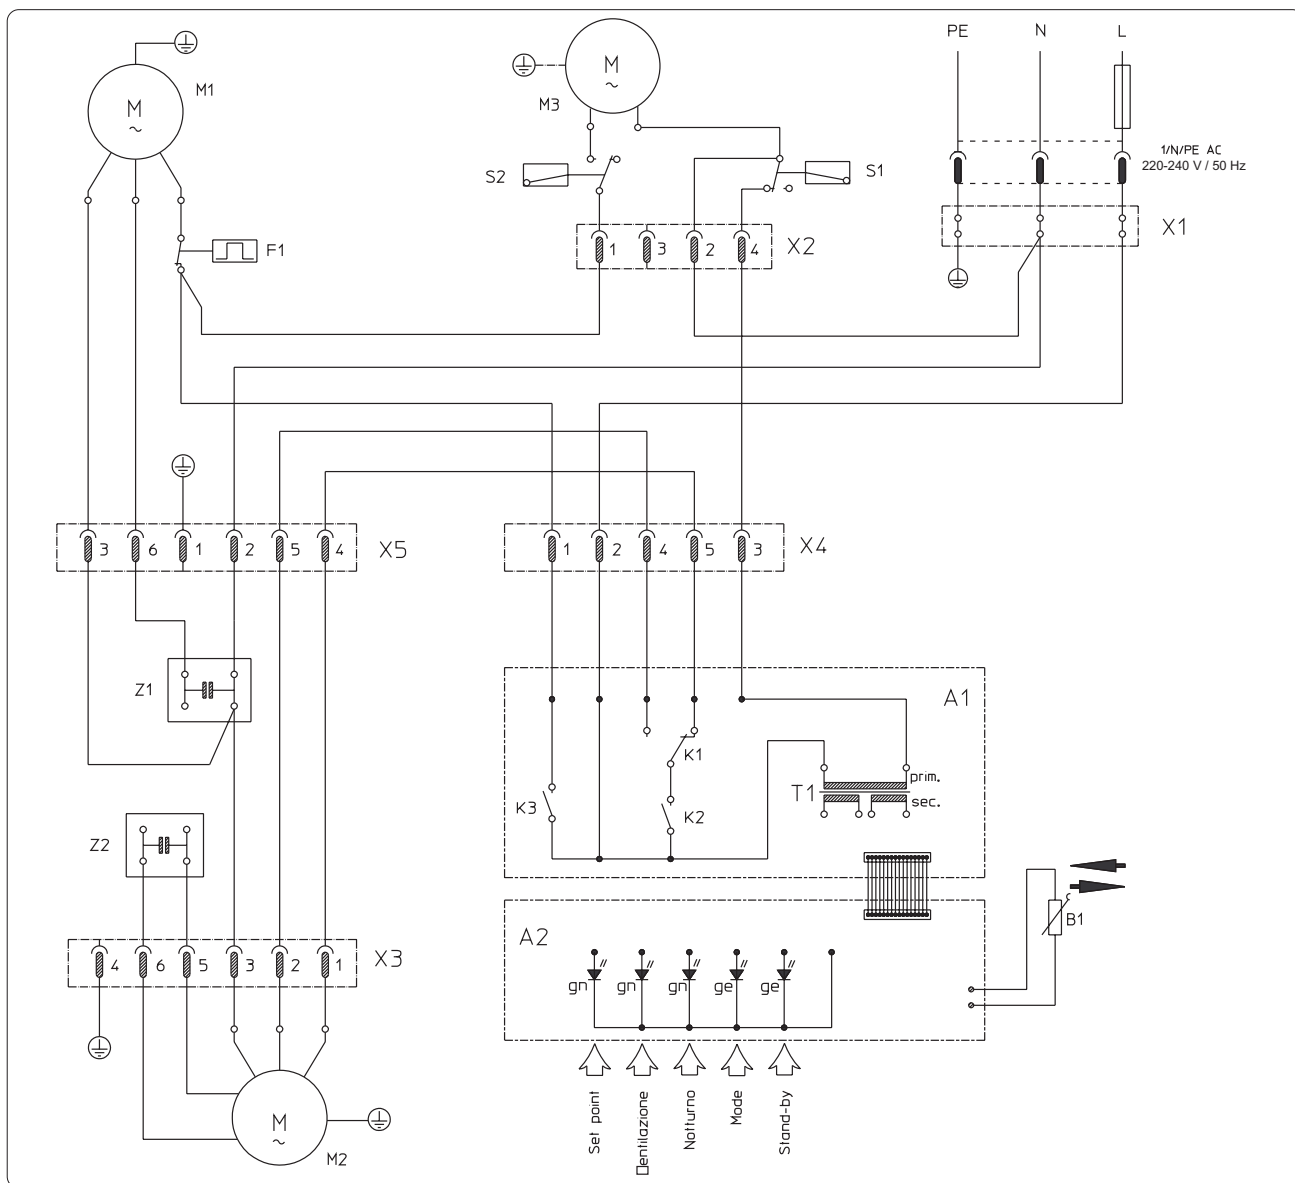 PE N L
M1
M
~
M
~
M3
1/N/PE AC
220-240 V / 50 Hz
S2
S1
X1
F1
1 3 2 4 X2
3 6 1 2 5 4 X5
1 2 4 5 3 X4
Z1
A1
K1
prim.
T1
sec.
K3
K2
Z2
B1
A2
4 6 5 3 2 1 X3
gn gn gn ge ge
Set point
entilazione
Notturno
Mode
Stand-by
M
~
M2